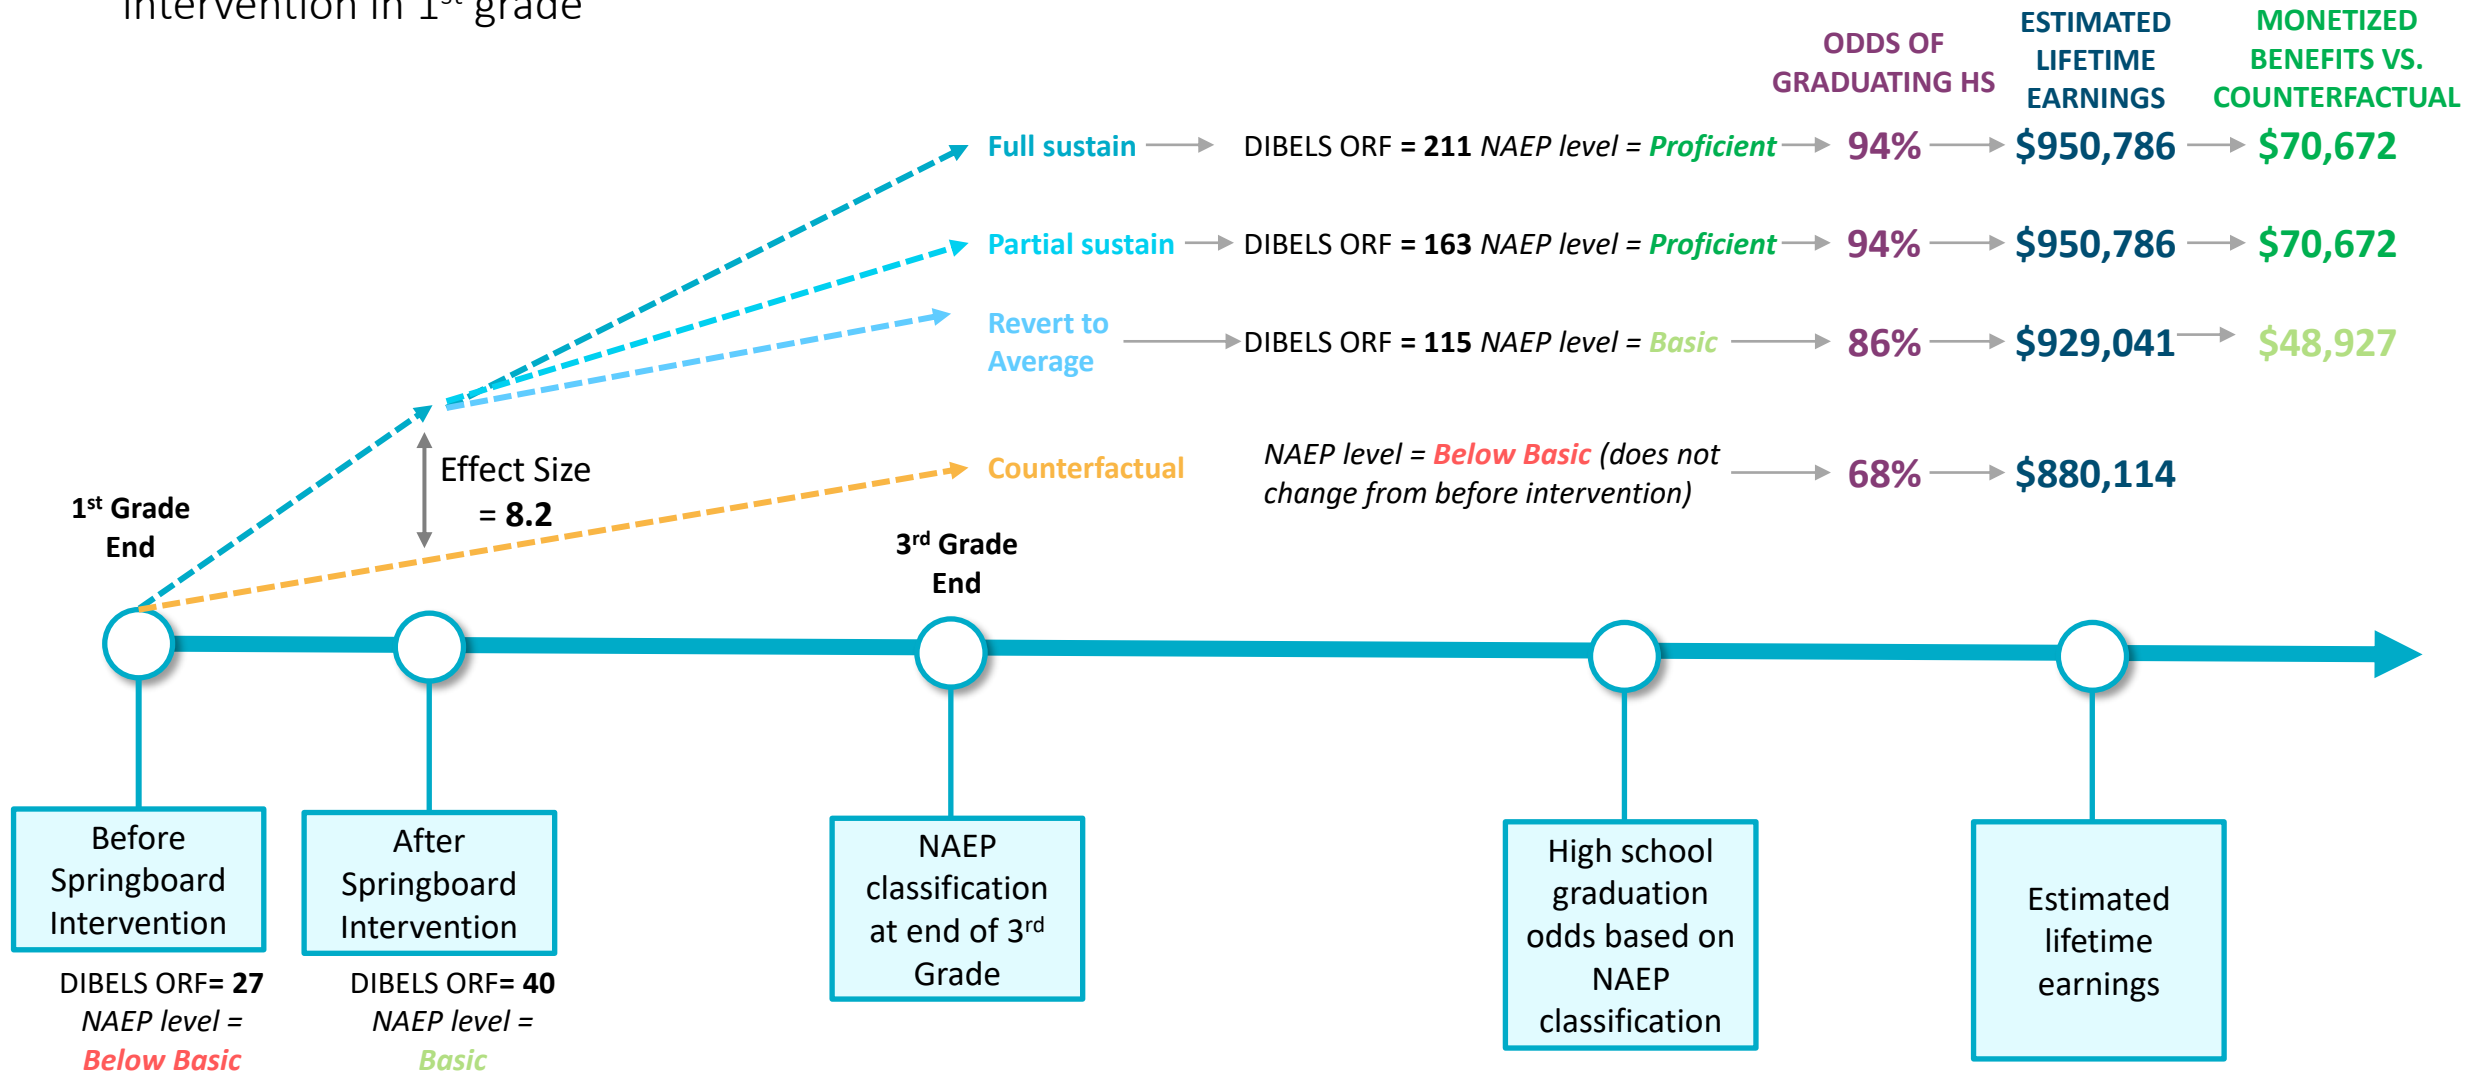 intervention in 1st grade
ODDS OF
GRADUATING HS
ESTIMATED
LIFETIME
EARNINGS
MONETIZED
BENEFITS VS.
COUNTERFACTUAL
Full sustain DIBELS ORF = 211 NAEP level = Proficient 94% $950,786 $70,672
Partial sustain DIBELS ORF = 163 NAEP level = Proficient 94% $950,786 $70,672
Revert to
Average
DIBELS ORF = 115 NAEP level = Basic 86% $929,041 $48,927
Counterfactual
NAEP level = Below Basic (does not
change from before intervention)
68% $880,114
Effect Size
= 8.2
1st Grade
End
3rd Grade
End
Before
Springboard
Intervention
DIBELS ORF= 27
NAEP level =
Below Basic
After
Springboard
Intervention
DIBELS ORF= 40
NAEP level =
Basic
NAEP
classification
at end of 3rd
Grade
High school
graduation
odds based on
NAEP
classification
Estimated
lifetime
earnings